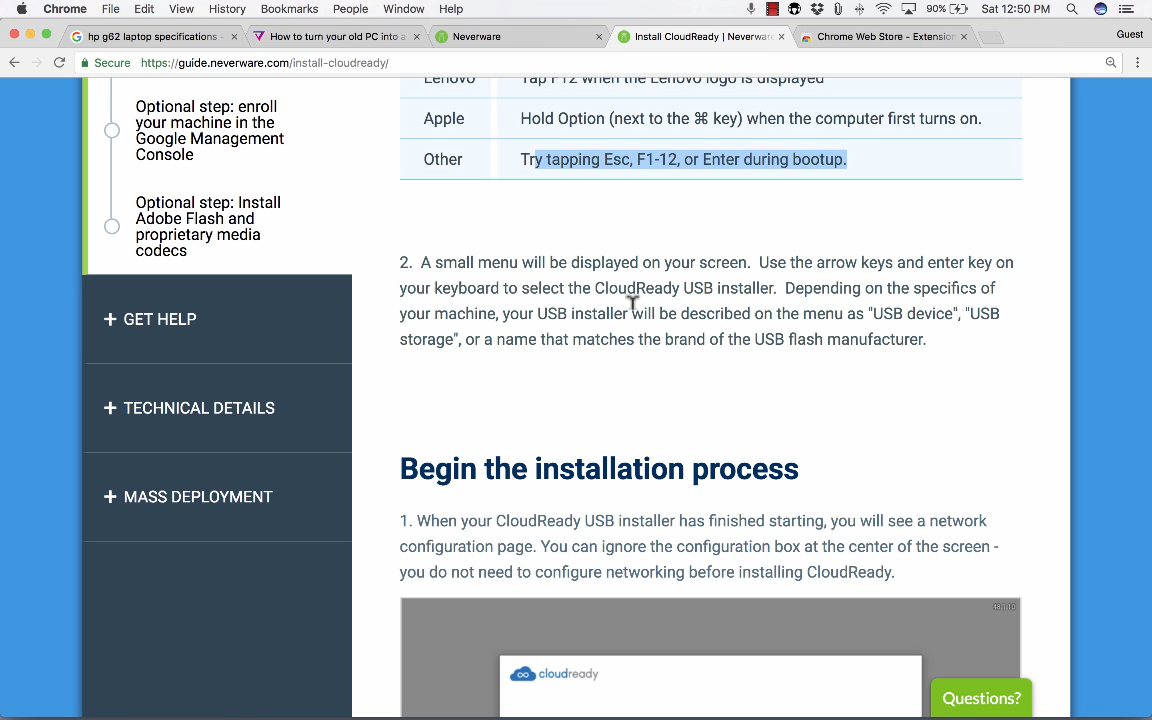 Chrome File Edit View History Bookmarks People Window Help 90% Sat 12:50 PM
hp g62 laptop specifications - × How to turn your old PC into a × Neverware × Install CloudReady | Neverwar × Chrome Web Store - Extension × Guest
Secure https://guide.neverware.com/install-cloudready/
Lenovo Tap F12 when the Lenovo logo is displayed
Apple Hold Option (next to the ⌘ key) when the computer first turns on.
Other Try tapping Esc, F1-12, or Enter during bootup.
Optional step: enroll
your machine in the
Google Management
Console
Optional step: Install
Adobe Flash and
proprietary media
codecs
+ GET HELP
+ TECHNICAL DETAILS
+ MASS DEPLOYMENT
2. A small menu will be displayed on your screen. Use the arrow keys and enter key on
your keyboard to select the CloudReady USB installer. Depending on the specifics of
your machine, your USB installer will be described on the menu as "USB device", "USB
storage", or a name that matches the brand of the USB flash manufacturer.
Begin the installation process
1. When your CloudReady USB installer has finished starting, you will see a network
configuration page. You can ignore the configuration box at the center of the screen -
you do not need to configure networking before installing CloudReady.
cloudready
Questions?